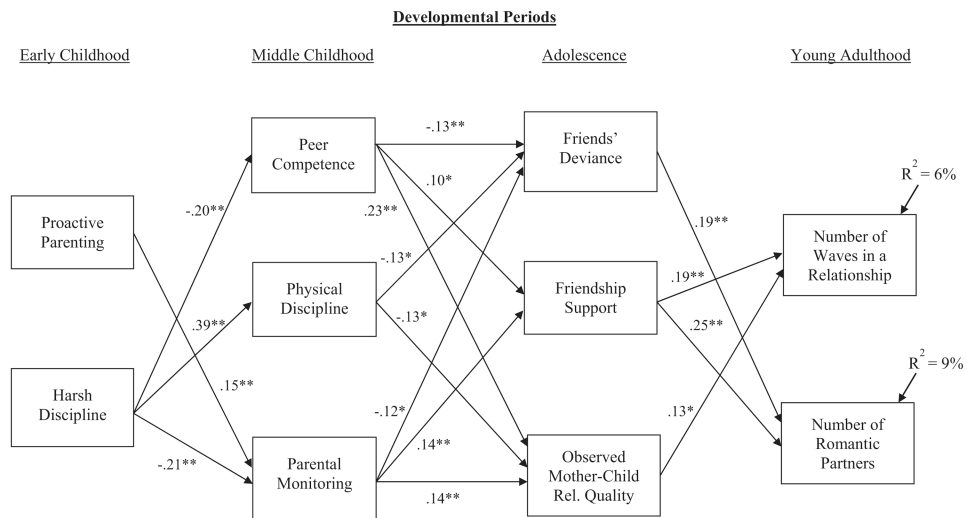 Developmental Periods
Early Childhood
Middle Childhood
Adolescence
Young Adulthood
Proactive
Parenting
Harsh
Discipline
-.20**
.39**
.15**
-.21**
Peer
Competence
Physical
Discipline
Parental
Monitoring
-.13**
.10*
.23**
-.13*
-.13*
-.12*
.14**
.14**
Friends'
Deviance
Friendship
Support
Observed
Mother-Child
Rel. Quality
.19**
.19**
.25**
.13*
R2 = 6%
Number of
Waves in a
Relationship
R2 = 9%
Number of
Romantic
Partners